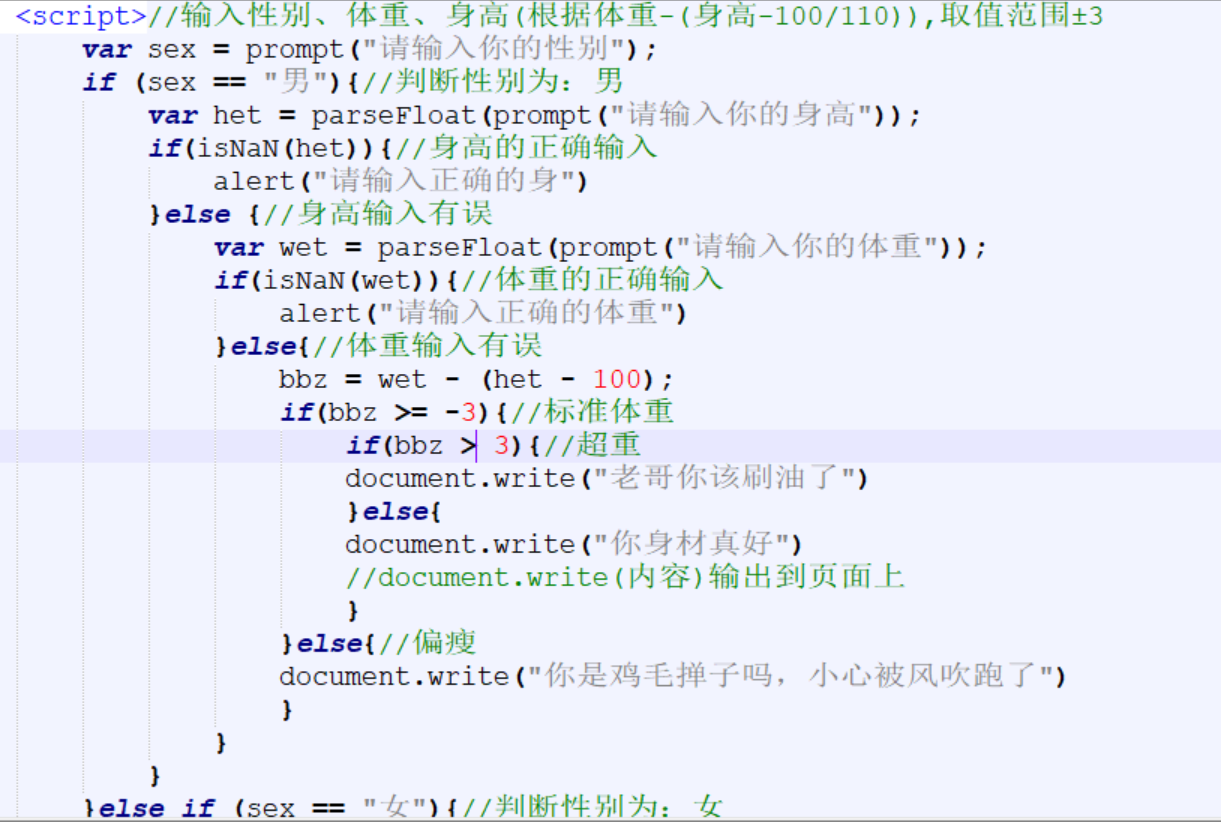 <script>//输入性别、体重、身高(根据体重-(身高-100/110)),取值范围±3
var sex = prompt("请输入你的性别");
if (sex == "男"){//判断性别为：男
var het = parseFloat(prompt("请输入你的身高"));
if(isNaN(het)){//身高的正确输入
alert("请输入正确的身")
}else {//身高输入有误
var wet = parseFloat(prompt("请输入你的体重"));
if(isNaN(wet)){//体重的正确输入
alert("请输入正确的体重")
}else{//体重输入有误
bbz = wet - (het - 100);
if(bbz >= -3){//标准体重
if(bbz > 3){//超重
document.write("老哥你该刷油了")
}else{
document.write("你身材真好")
//document.write(内容)输出到页面上
}
}else{//偏瘦
document.write("你是鸡毛掸子吗，小心被风吹跑了")
}
}
}
}else if (sex == "女"){//判断性别为：女